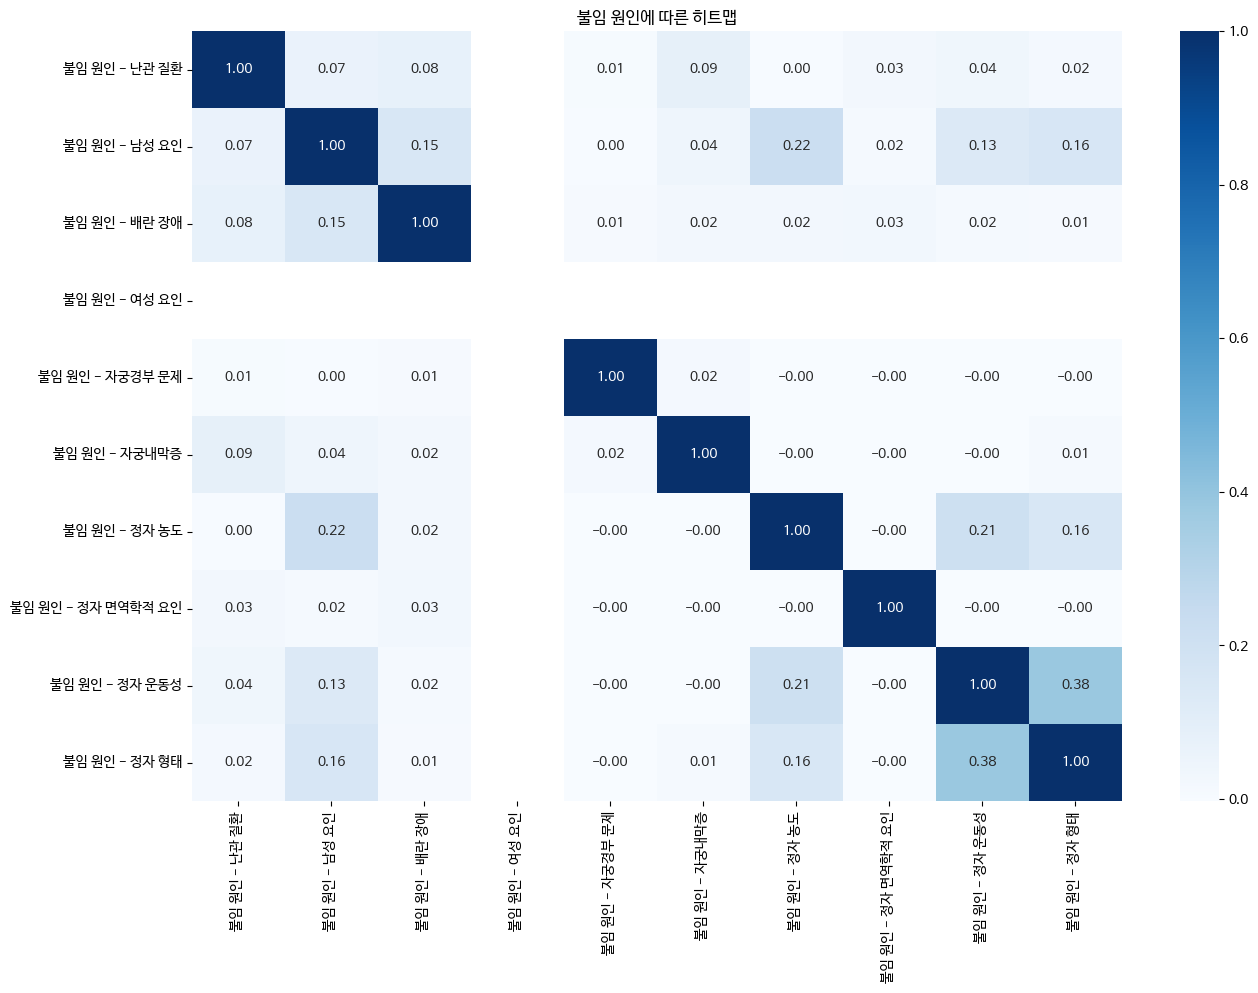 불임 원인에 따른 히트맵
불임 원인 - 난관 질환 1.00 0.07 0.08 0.01 0.09 0.00 0.03 0.04 0.02
불임 원인 - 남성 요인 0.07 1.00 0.15 0.00 0.04 0.22 0.02 0.13 0.16
불임 원인 - 배란 장애 0.08 0.15 1.00 0.01 0.02 0.02 0.03 0.02 0.01
불임 원인 - 여성 요인
불임 원인 - 자궁경부 문제 0.01 0.00 0.01 1.00 0.02 −0.00 −0.00 −0.00 −0.00
불임 원인 - 자궁내막증 0.09 0.04 0.02 0.02 1.00 −0.00 −0.00 −0.00 0.01
불임 원인 - 정자 농도 0.00 0.22 0.02 −0.00 −0.00 1.00 −0.00 0.21 0.16
불임 원인 - 정자 면역학적 요인 0.03 0.02 0.03 −0.00 −0.00 −0.00 1.00 −0.00 −0.00
불임 원인 - 정자 운동성 0.04 0.13 0.02 −0.00 −0.00 0.21 −0.00 1.00 0.38
불임 원인 - 정자 형태 0.02 0.16 0.01 −0.00 0.01 0.16 −0.00 0.38 1.00
불임 원인 - 난관 질환
불임 원인 - 남성 요인
불임 원인 - 배란 장애
불임 원인 - 여성 요인
불임 원인 - 자궁경부 문제
불임 원인 - 자궁내막증
불임 원인 - 정자 농도
불임 원인 - 정자 면역학적 요인
불임 원인 - 정자 운동성
불임 원인 - 정자 형태
1.0
0.8
0.6
0.4
0.2
0.0